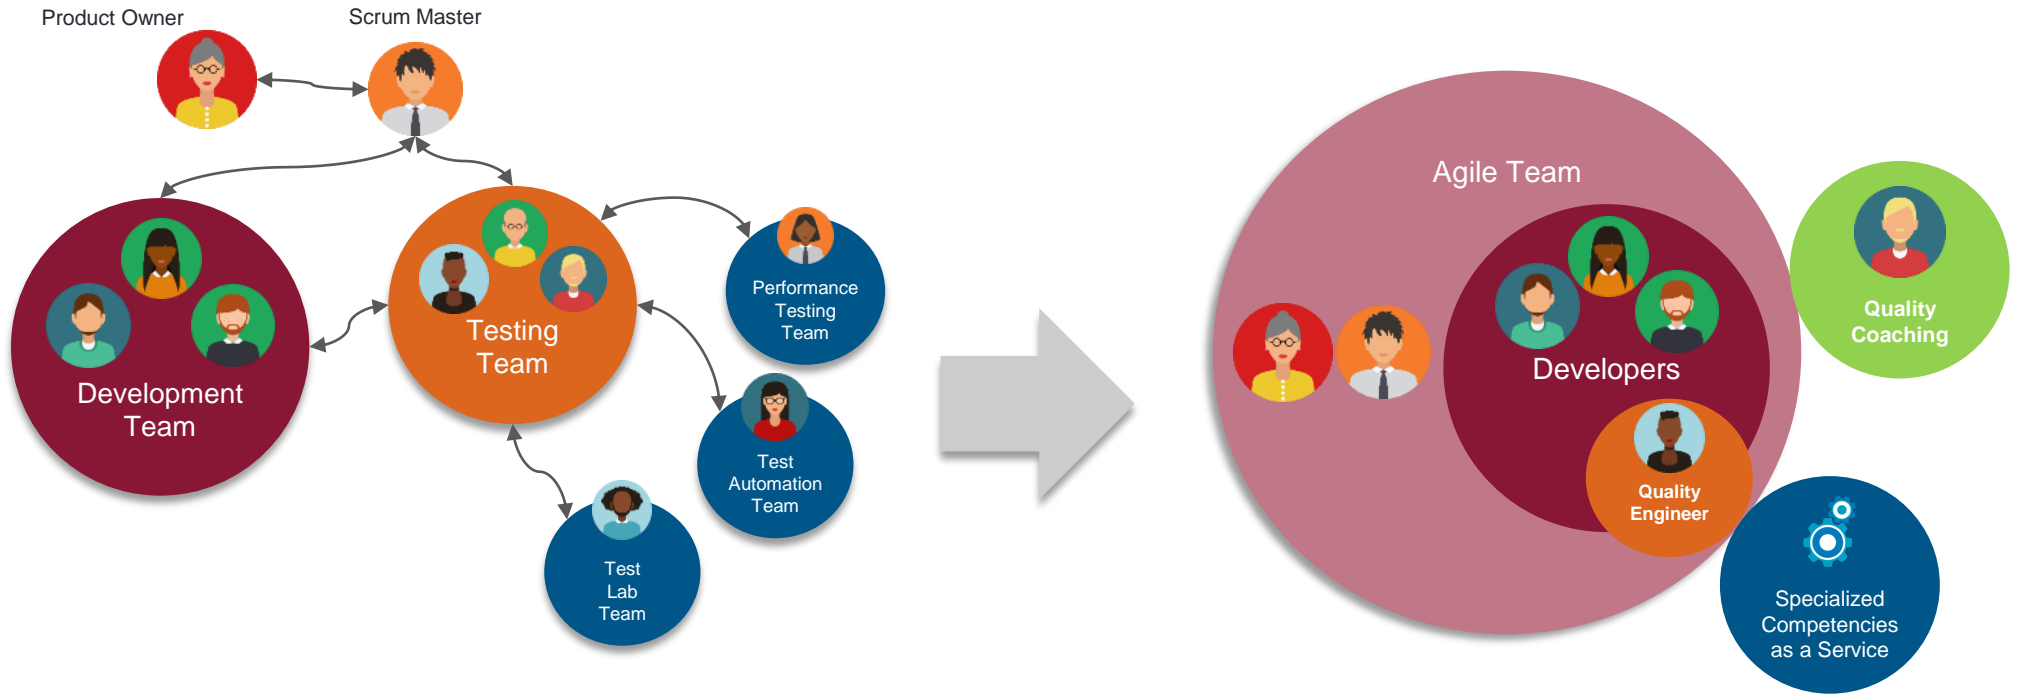 Product Owner
Scrum Master
Development
Team
Testing
Team
Performance
Testing
Team
Test
Automation
Team
Test
Lab
Team
Agile Team
Developers
Quality
Engineer
Quality
Coaching
Specialized
Competencies
as a Service